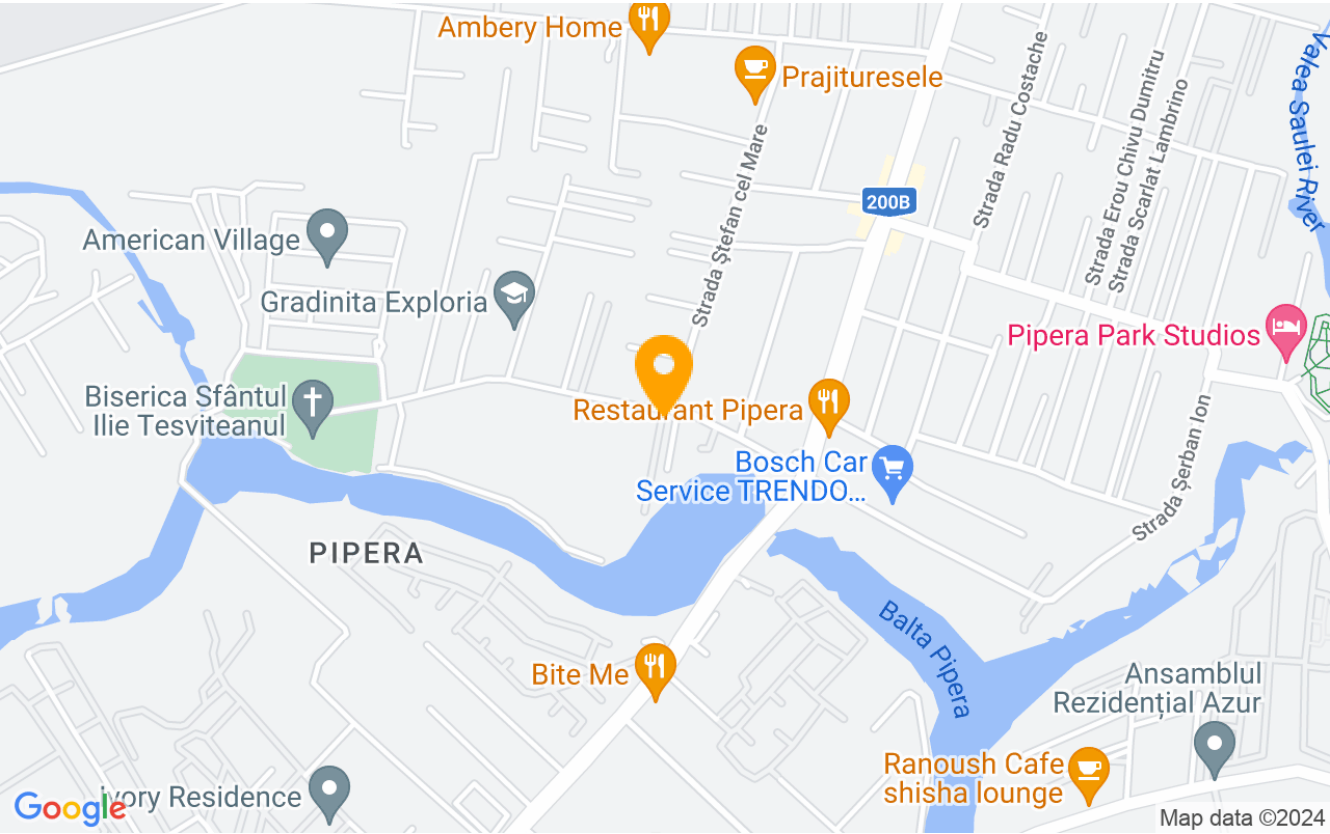 Ambery Home
Prajituresele
Strada Radu Costache
Strada Erou Chivu Dumitru
Strada Scarlat Lambrino
Valea Saulei River
Strada Ștefan cel Mare
200B
American Village
Gradinita Exploria
Pipera Park Studios
Biserica Sfântul
Ilie Tesviteanul
Restaurant Pipera
Bosch Car
Service TRENDO...
Strada Șerban Ion
PIPERA
Balta Pipera
Bite Me
Ansamblul
Rezidențial Azur
Ranoush Cafe
shisha lounge
Ivory Residence
Google
Map data ©2024